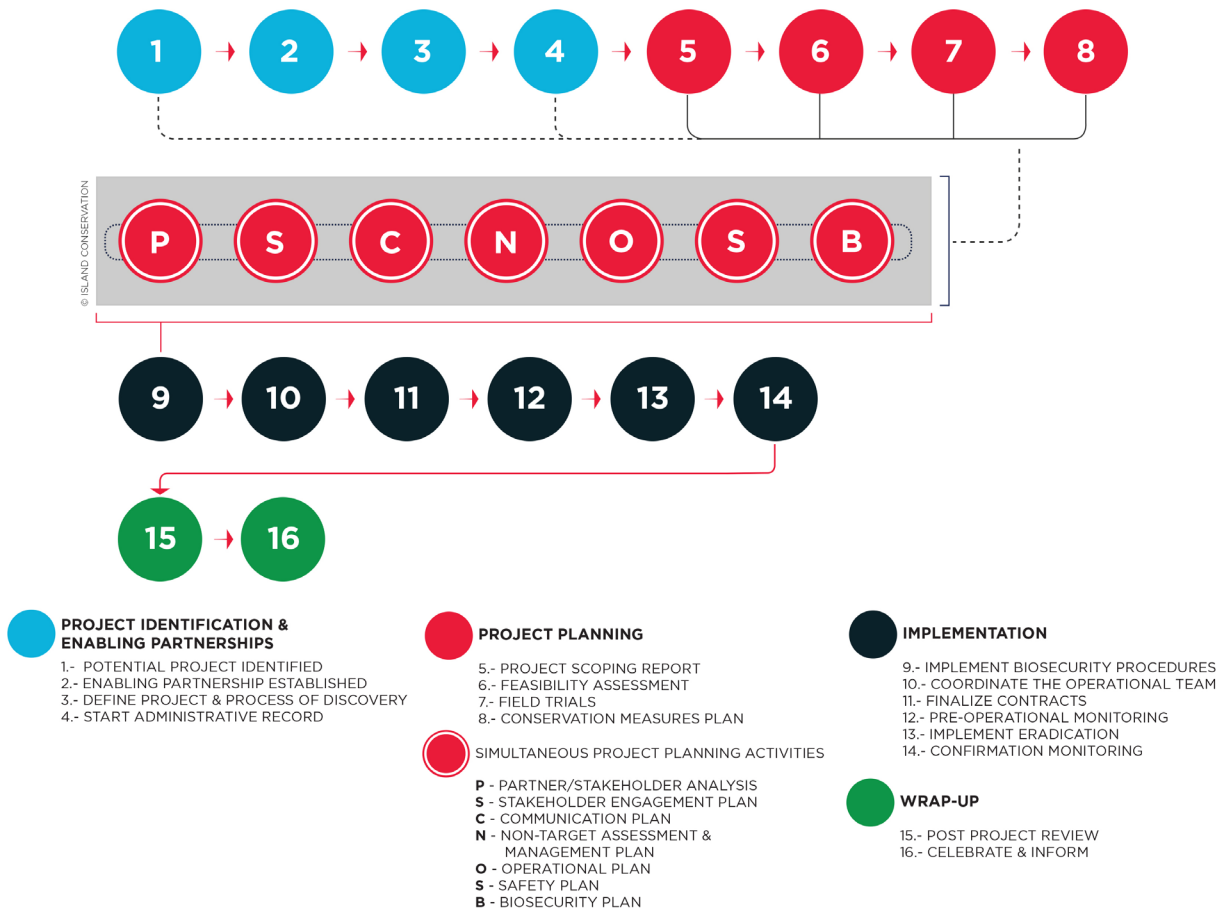 1
2
3
4
5
6
7
8
© ISLAND CONSERVATION
P
S
C
N
O
S
B
9
10
11
12
13
14
15
16
PROJECT IDENTIFICATION &
ENABLING PARTNERSHIPS
1.- POTENTIAL PROJECT IDENTIFIED
2.- ENABLING PARTNERSHIP ESTABLISHED
3.- DEFINE PROJECT & PROCESS OF DISCOVERY
4.- START ADMINISTRATIVE RECORD
PROJECT PLANNING
5.- PROJECT SCOPING REPORT
6.- FEASIBILITY ASSESSMENT
7.- FIELD TRIALS
8.- CONSERVATION MEASURES PLAN
SIMULTANEOUS PROJECT PLANNING ACTIVITIES
P - PARTNER/STAKEHOLDER ANALYSIS
S - STAKEHOLDER ENGAGEMENT PLAN
C - COMMUNICATION PLAN
N - NON-TARGET ASSESSMENT &
MANAGEMENT PLAN
O - OPERATIONAL PLAN
S - SAFETY PLAN
B - BIOSECURITY PLAN
IMPLEMENTATION
9.- IMPLEMENT BIOSECURITY PROCEDURES
10.- COORDINATE THE OPERATIONAL TEAM
11.- FINALIZE CONTRACTS
12.- PRE-OPERATIONAL MONITORING
13.- IMPLEMENT ERADICATION
14.- CONFIRMATION MONITORING
WRAP-UP
15.- POST PROJECT REVIEW
16.- CELEBRATE & INFORM